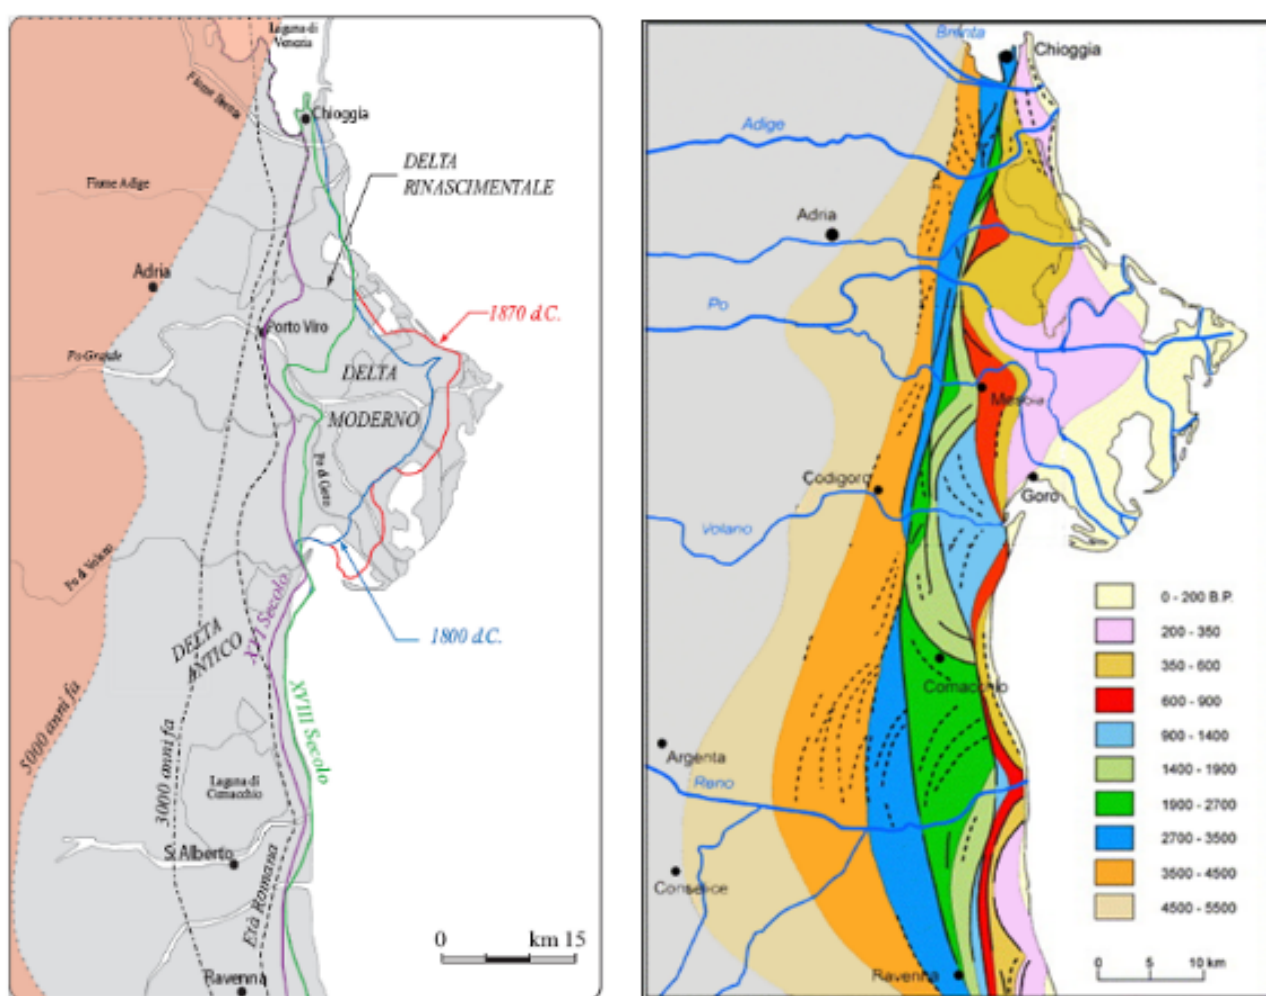 Laguna di
Venezia
Fiume Brenta
Chioggia
DELTA
RINASCIMENTALE
Fiume Adige
Adria
1870 d.C.
Porto Viro
Po Grande
DELTA
MODERNO
Po di Goro
Po di Volano
XVI Secolo
1800 d.C.
DELTA
ANTICO
5000 anni fa
3000 anni fa
XVIII Secolo
Laguna di
Comacchio
S. Alberto
Età Romana
0 km 15
Ravenna
Brenta
Chioggia
Adige
Adria
Po
Mesola
Codigoro
Goro
Volano
Comacchio
Argenta
Reno
Conselice
Ravenna
0 - 200 B.P.
200 - 350
350 - 600
600 - 900
900 - 1400
1400 - 1900
1900 - 2700
2700 - 3500
3500 - 4500
4500 - 5500
0 5 10 km